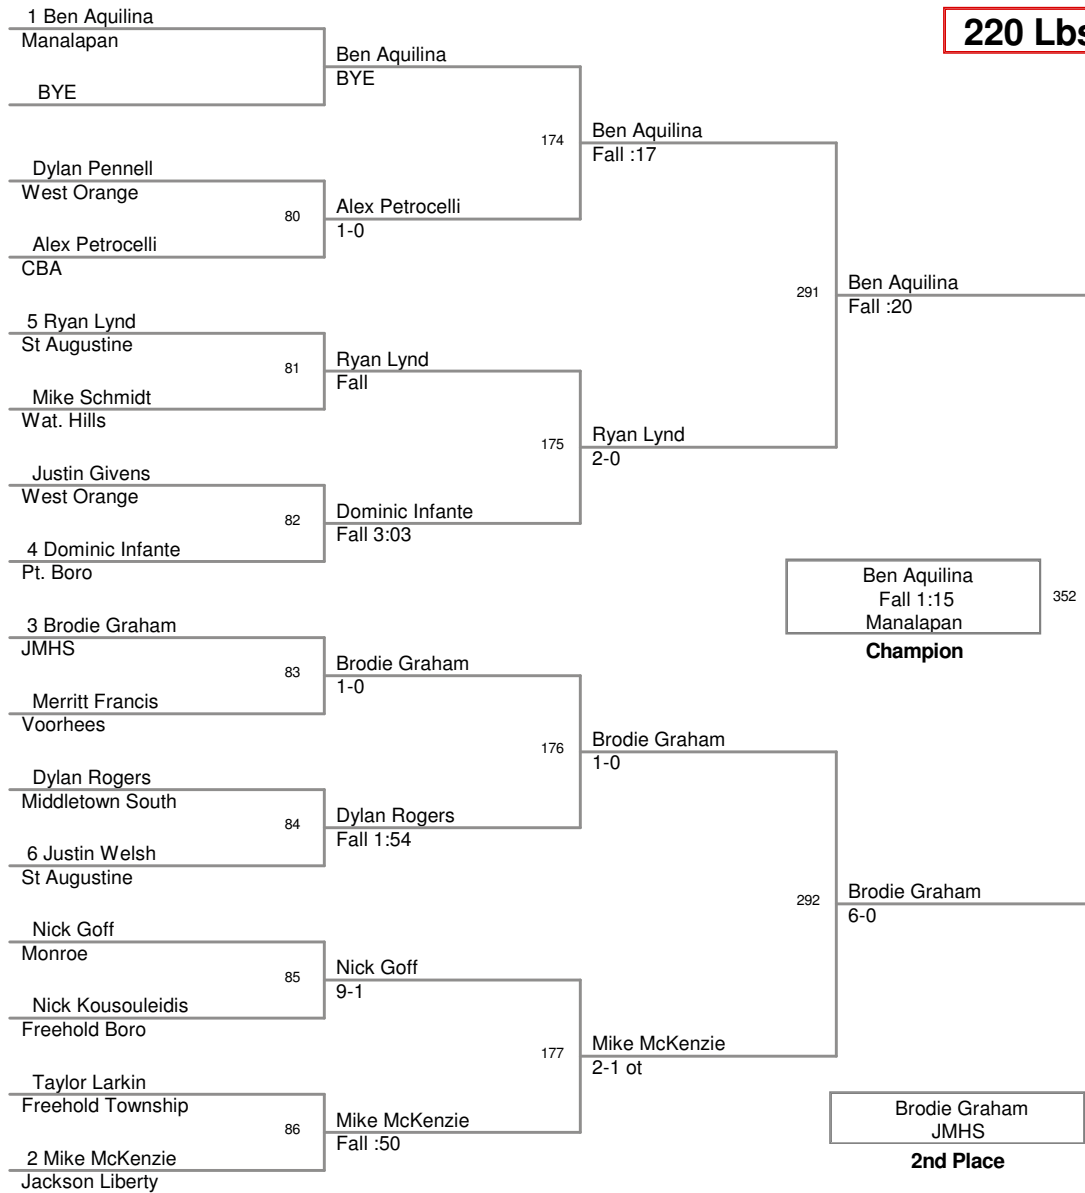 1 Ben Aquilina
Manalapan
BYE
Dylan Pennell
West Orange
80
Alex Petrocelli
CBA
5 Ryan Lynd
St Augustine
81
Mike Schmidt
Wat. Hills
Justin Givens
West Orange
82
4 Dominic Infante
Pt. Boro
3 Brodie Graham
JMHS
83
Merritt Francis
Voorhees
Dylan Rogers
Middletown South
84
6 Justin Welsh
St Augustine
Nick Goff
Monroe
85
Nick Kousouleidis
Freehold Boro
Taylor Larkin
Freehold Township
86
2 Mike McKenzie
Jackson Liberty
Ben Aquilina
BYE
174
Alex Petrocelli
1-0
Ryan Lynd
Fall
175
Dominic Infante
Fall 3:03
Brodie Graham
1-0
176
Dylan Rogers
Fall 1:54
Nick Goff
9-1
177
Mike McKenzie
Fall :50
Ben Aquilina
Fall :17
291
Ryan Lynd
2-0
Brodie Graham
1-0
292
Mike McKenzie
2-1 ot
220 Lbs
Ben Aquilina
Fall :20
Ben Aquilina
Fall 1:15
Manalapan
352
Champion
Brodie Graham
6-0
Brodie Graham
JMHS
2nd Place